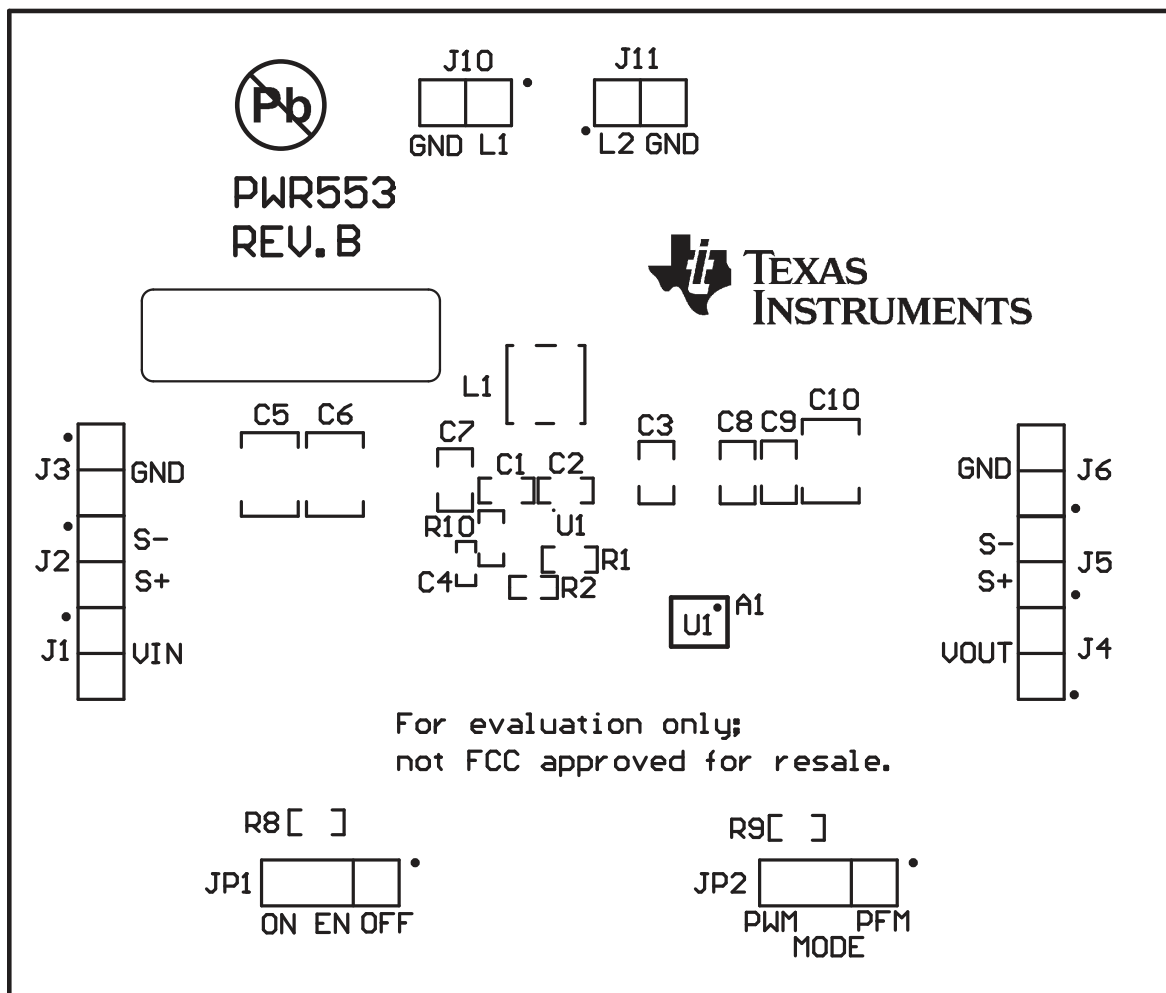 J10 J11
Pb
GND L1 L2 GND
PWR553
REV.B
TEXAS
INSTRUMENTS
L1
C5 C6 C7 C3 C8 C9 C10
C1 C2
J3 GND
GND J6
R10 U1
S-
S-
J2
J5
R1
S+
S+
C4 R2
U1 A1
J1 VIN
VOUT J4
For evaluation only;
not FCC approved for resale.
R8 R9
JP1 JP2
ON EN OFF
PWM PFM
MODE